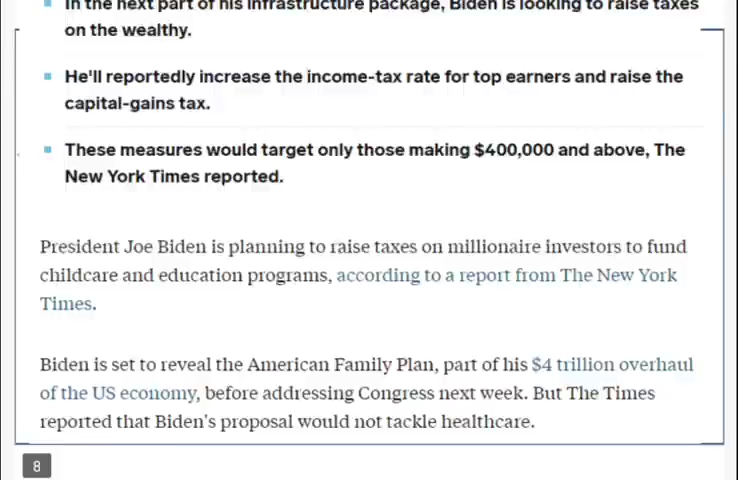 In the next part of his infrastructure package, Biden is looking to raise taxes
on the wealthy.
He'll reportedly increase the income-tax rate for top earners and raise the
capital-gains tax.
These measures would target only those making $400,000 and above, The
New York Times reported.
President Joe Biden is planning to raise taxes on millionaire investors to fund
childcare and education programs, according to a report from The New York
Times.
Biden is set to reveal the American Family Plan, part of his $4 trillion overhaul
of the US economy, before addressing Congress next week. But The Times
reported that Biden's proposal would not tackle healthcare.
8